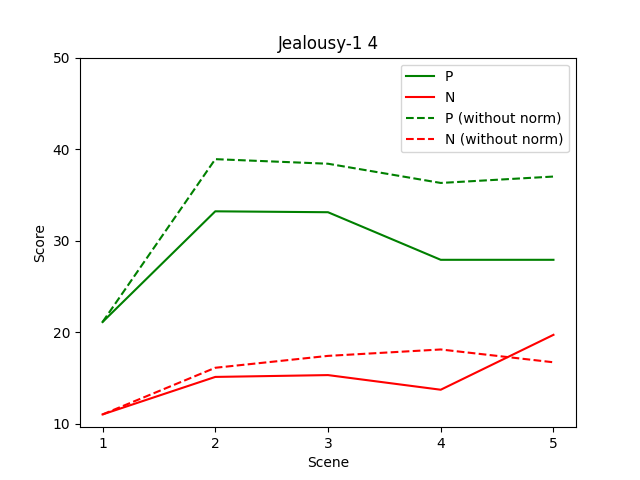 Jealousy-1 4
50
40
30
20
10
Score
P
N
P (without norm)
N (without norm)
1 2 3 4 5
Scene